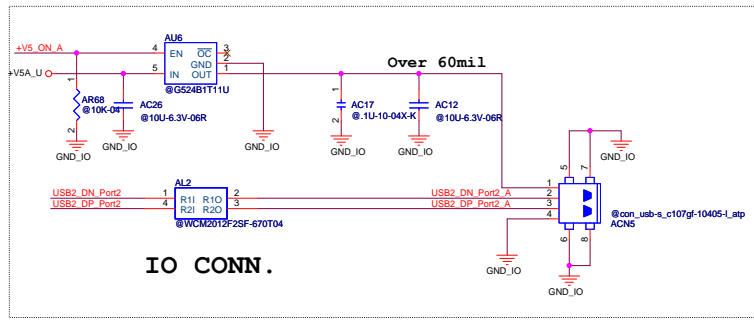 AU6
+V5_ON_A
4
EN
OC
3
GND
2
+V5A_U
5
IN
OUT
1
@G524B1T11U
Over 60mil
1
AR68
@10K-04
2
GND_IO
AC26
@10U-6.3V-06R
GND_IO
GND_IO
1
AC17
@.1U-10-04X-K
2
GND_IO
AC12
@10U-6.3V-06R
GND_IO
5
7
GND_IO
AL2
USB2_DN_Port2
1
R1I
R1O
2
USB2_DN_Port2_A
USB2_DP_Port2
4
R2I
R2O
3
USB2_DP_Port2_A
@WCM2012F2SF-670T04
1
2
3
4
@con_usb-s_c107gf-10405-l_atp
ACN5
6
8
GND_IO
GND_IO
IO CONN.